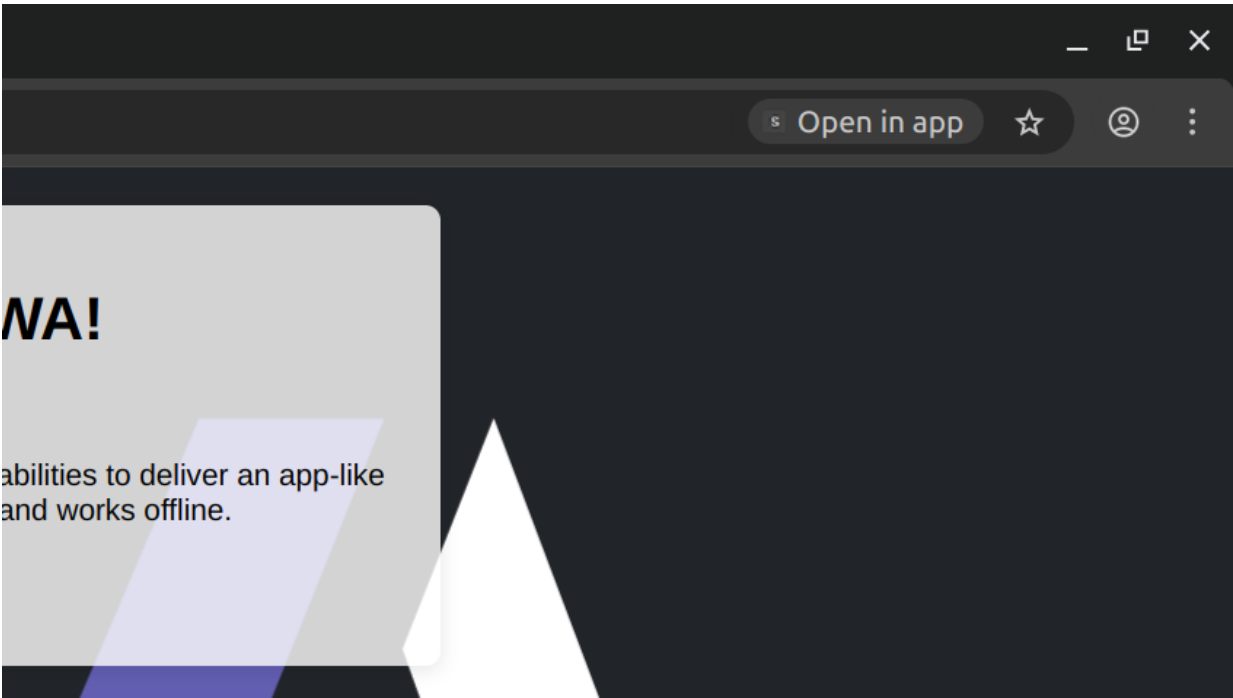 s Open in app
WA!
abilities to deliver an app-like
and works offline.